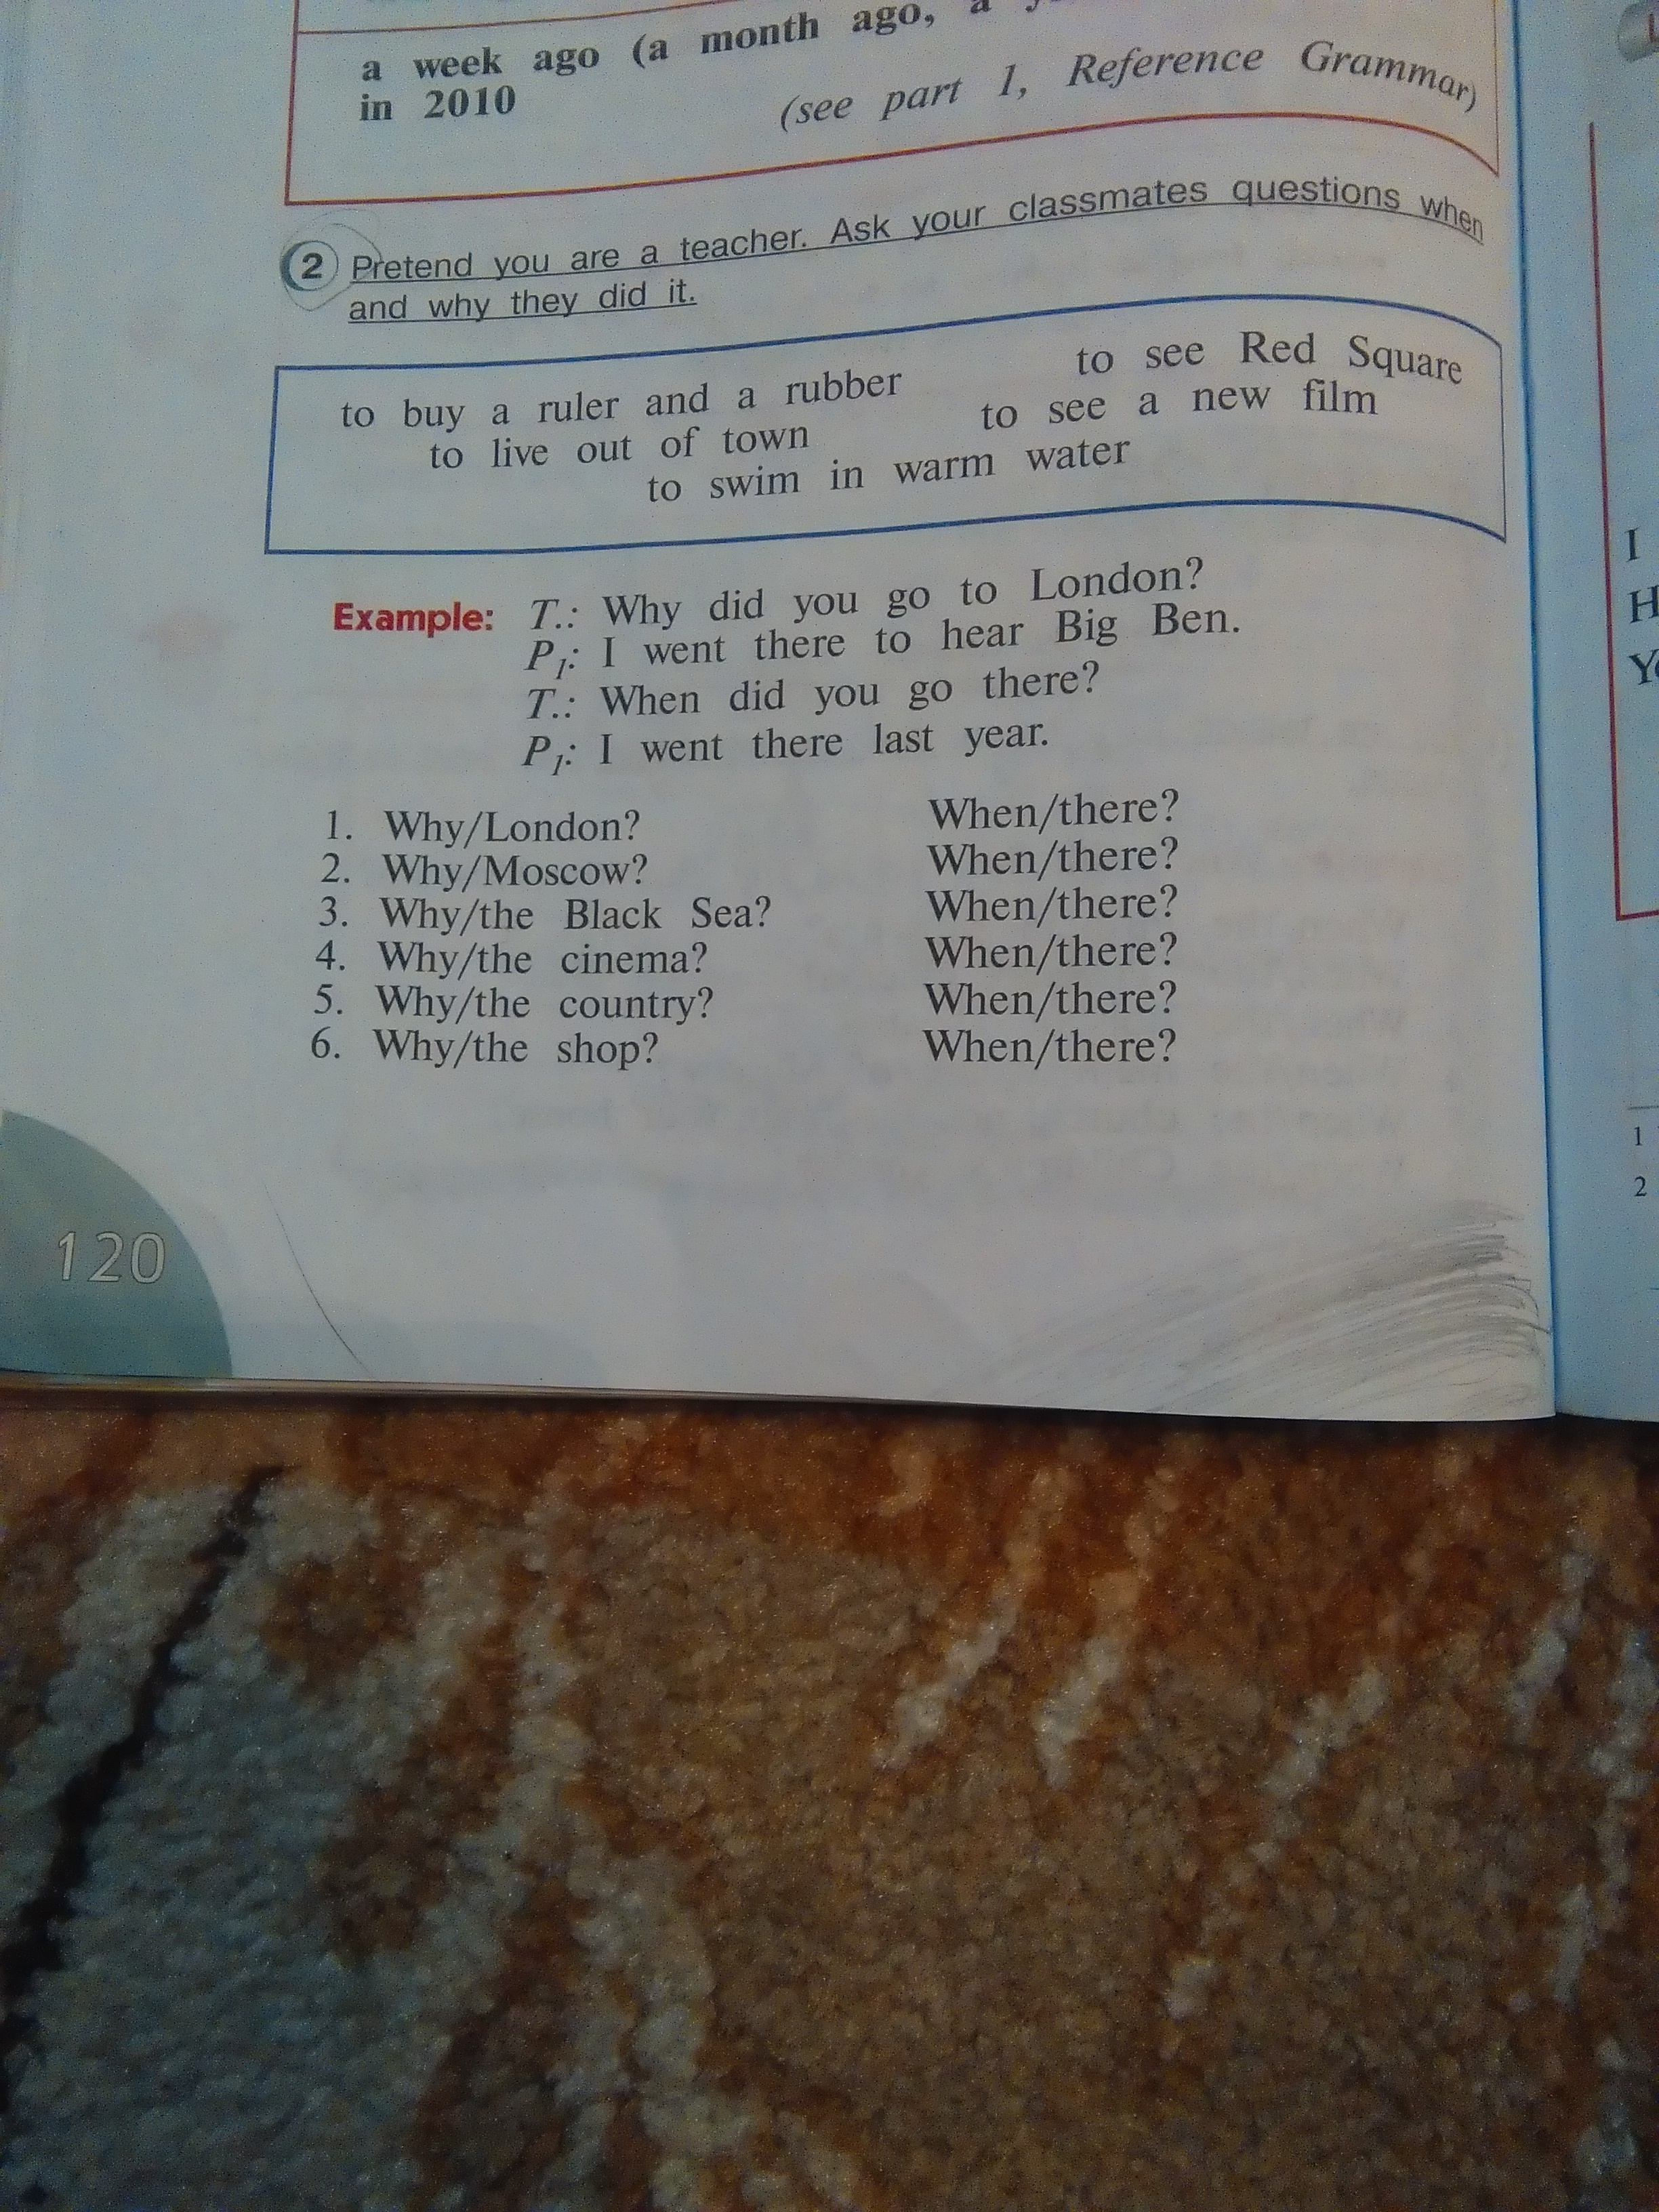 a week ago (a month ago, a
in 2010
(see part 1, Reference Grammar)
2 Pretend you are a teacher. Ask your classmates questions when
and why they did it.
to see Red Square
to buy a ruler and a rubber
to see a new film
to live out of town
to swim in warm water
Example: T.: Why did you go to London?
P1: I went there to hear Big Ben.
T.: When did you go there?
P1: I went there last year.
1. Why/London? When/there?
2. Why/Moscow? When/there?
3. Why/the Black Sea? When/there?
4. Why/the cinema? When/there?
5. Why/the country? When/there?
6. Why/the shop? When/there?
120
I
1
2